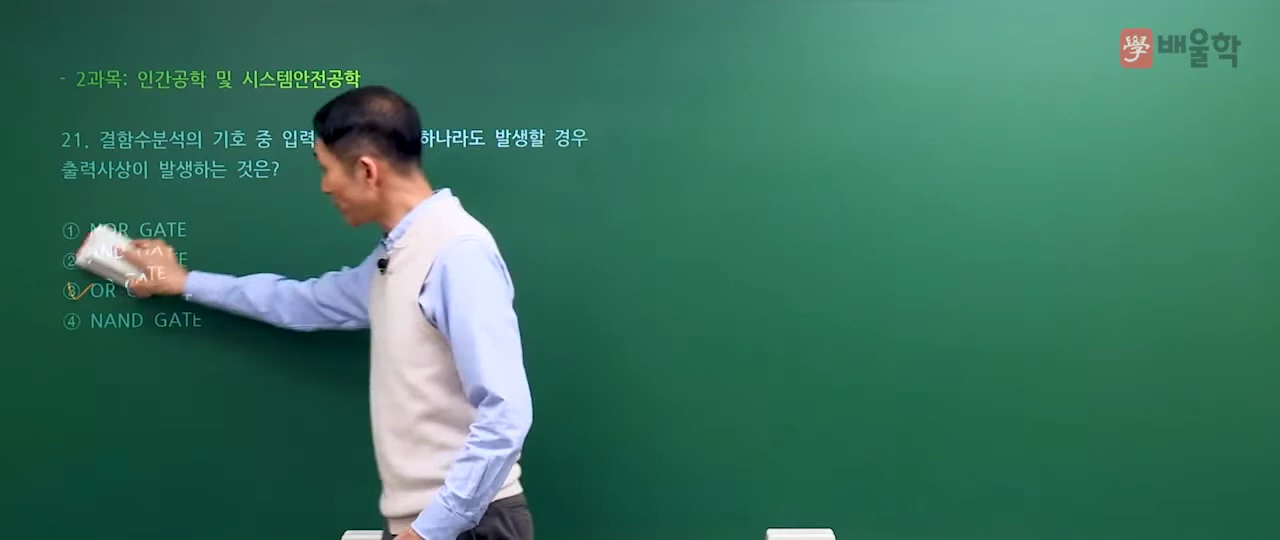 學 배울학
- 2과목: 인간공학 및 시스템안전공학
21. 결함수분석의 기호 중 입력 하나라도 발생할 경우
출력사상이 발생하는 것은?
① NOR GATE
②
③ OR
④ NAND GATE